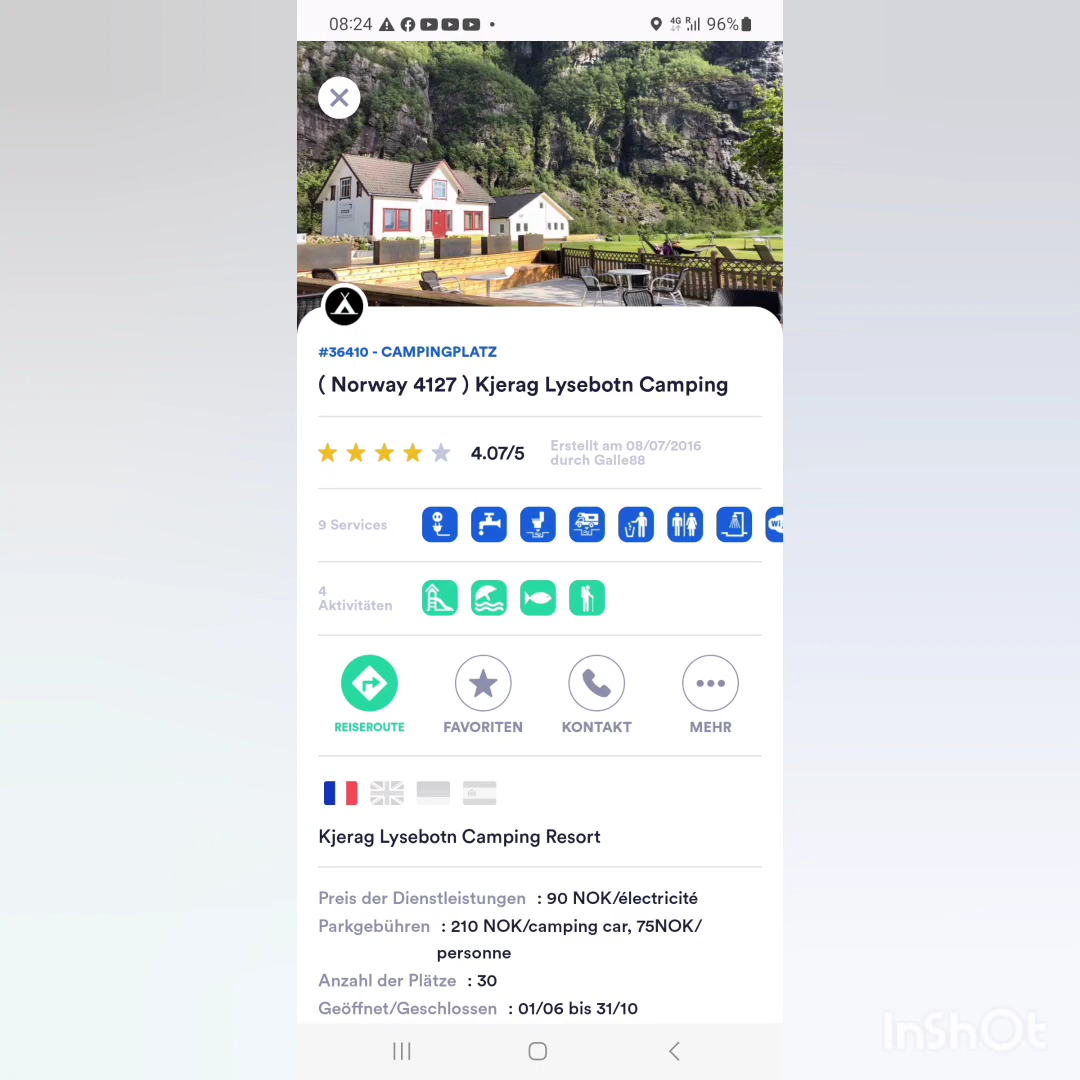 08:24
4G R 96%
#36410 - CAMPINGPLATZ
( Norway 4127 ) Kjerag Lysebotn Camping
4.07/5
Erstellt am 08/07/2016
durch Galle88
9 Services
Wi
4
Aktivitäten
REISEROUTE
FAVORITEN
KONTAKT
MEHR
Kjerag Lysebotn Camping Resort
Preis der Dienstleistungen : 90 NOK/électricité
Parkgebühren : 210 NOK/camping car, 75NOK/
personne
Anzahl der Plätze : 30
Geöffnet/Geschlossen : 01/06 bis 31/10
InShOt